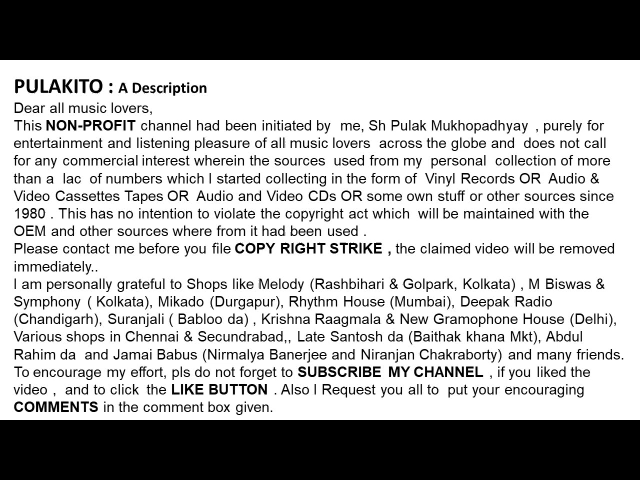 PULAKITO : A Description
Dear all music lovers,
This NON-PROFIT channel had been initiated by me, Sh Pulak Mukhopadhyay , purely for
entertainment and listening pleasure of all music lovers across the globe and does not call
for any commercial interest wherein the sources used from my personal collection of more
than a lac of numbers which I started collecting in the form of Vinyl Records OR Audio &
Video Cassettes Tapes OR Audio and Video CDs OR some own stuff or other sources since
1980 . This has no intention to violate the copyright act which will be maintained with the
OEM and other sources where from it had been used .
Please contact me before you file COPY RIGHT STRIKE , the claimed video will be removed
immediately..
I am personally grateful to Shops like Melody (Rashbihari & Golpark, Kolkata) , M Biswas &
Symphony ( Kolkata), Mikado (Durgapur), Rhythm House (Mumbai), Deepak Radio
(Chandigarh), Suranjali ( Babloo da) , Krishna Raagmala & New Gramophone House (Delhi),
Various shops in Chennai & Secundrabad,, Late Santosh da (Baithak khana Mkt), Abdul
Rahim da and Jamai Babus (Nirmalya Banerjee and Niranjan Chakraborty) and many friends.
To encourage my effort, pls do not forget to SUBSCRIBE MY CHANNEL , if you liked the
video , and to click the LIKE BUTTON . Also I Request you all to put your encouraging
COMMENTS in the comment box given.